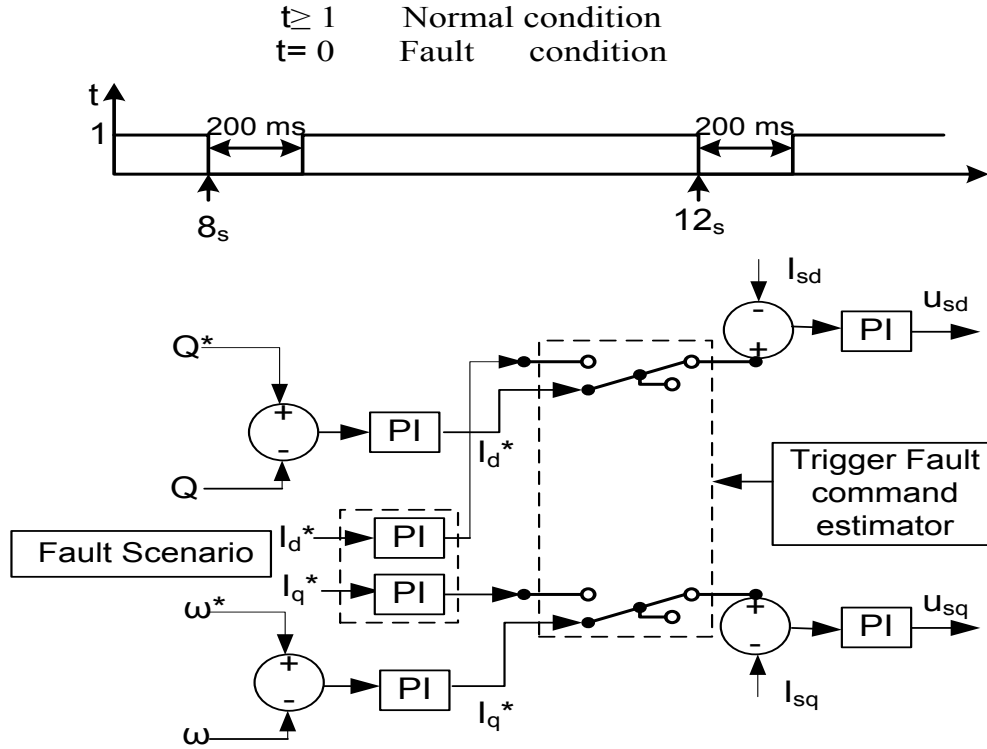 t≥ 1 Normal condition
t= 0 Fault condition
t
1
200 ms
200 ms
8s
12s
Isd
-
+
PI
usd
Q*
+
-
PI
Id*
Q
Trigger Fault
command
estimator
Fault Scenario
Id*
PI
Iq*
PI
ω*
+
-
PI
Iq*
ω
+
-
PI
usq
Isq